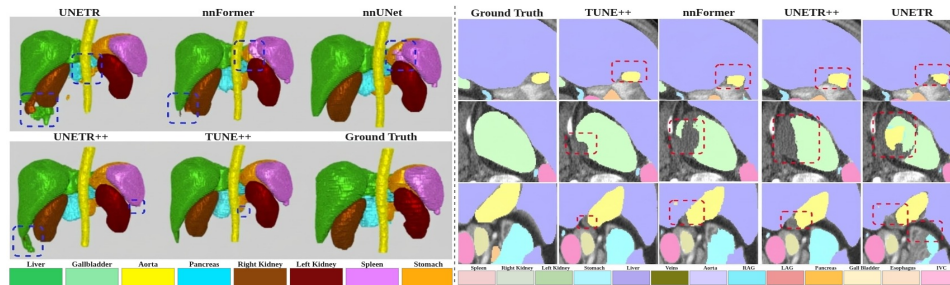 UNETR nnFormer nnUNet
UNETR++ TUNE++ Ground Truth
Liver Gallbladder Aorta Pancreas Right Kidney Left Kidney Spleen Stomach
Ground Truth TUNE++ nnFormer UNETR++ UNETR
Spleen Right Kidney Left Kidney Stomach Liver Veins Aorta RAG LAG Pancreas Gall Bladder Esophagus IVC